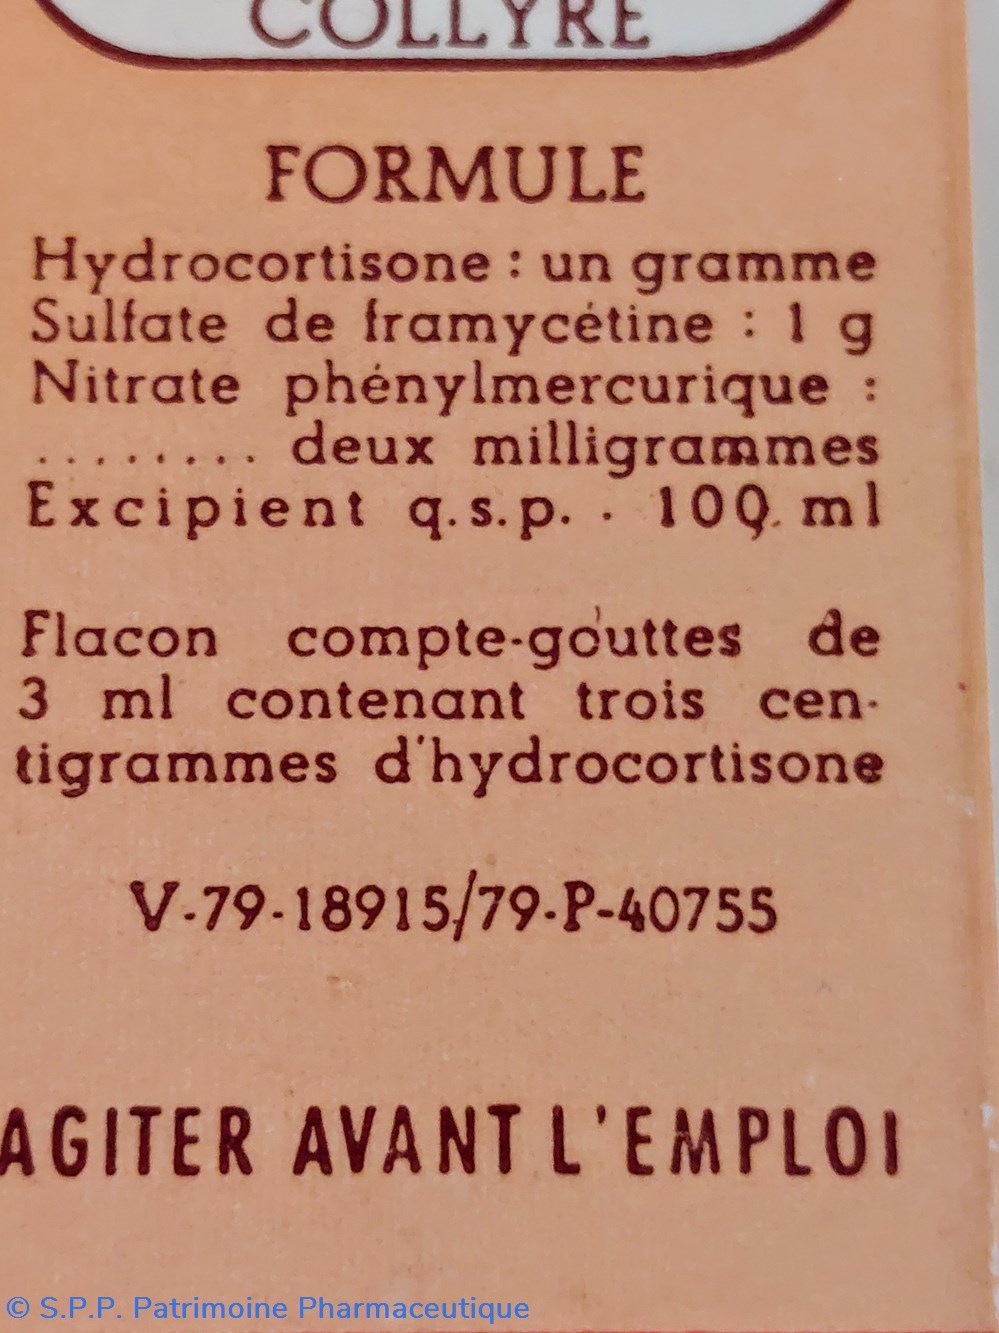 COLLYRE
FORMULE
Hydrocortisone : un gramme
Sulfate de framycétine : 1 g
Nitrate phénylmercurique :
........ deux milligrammes
Excipient q.s.p. . 100 ml
Flacon compte-gouttes de
3 ml contenant trois cen-
tigrammes d'hydrocortisone
V-79-18915/79-P-40755
AGITER AVANT L'EMPLOI
© S.P.P. Patrimoine Pharmaceutique